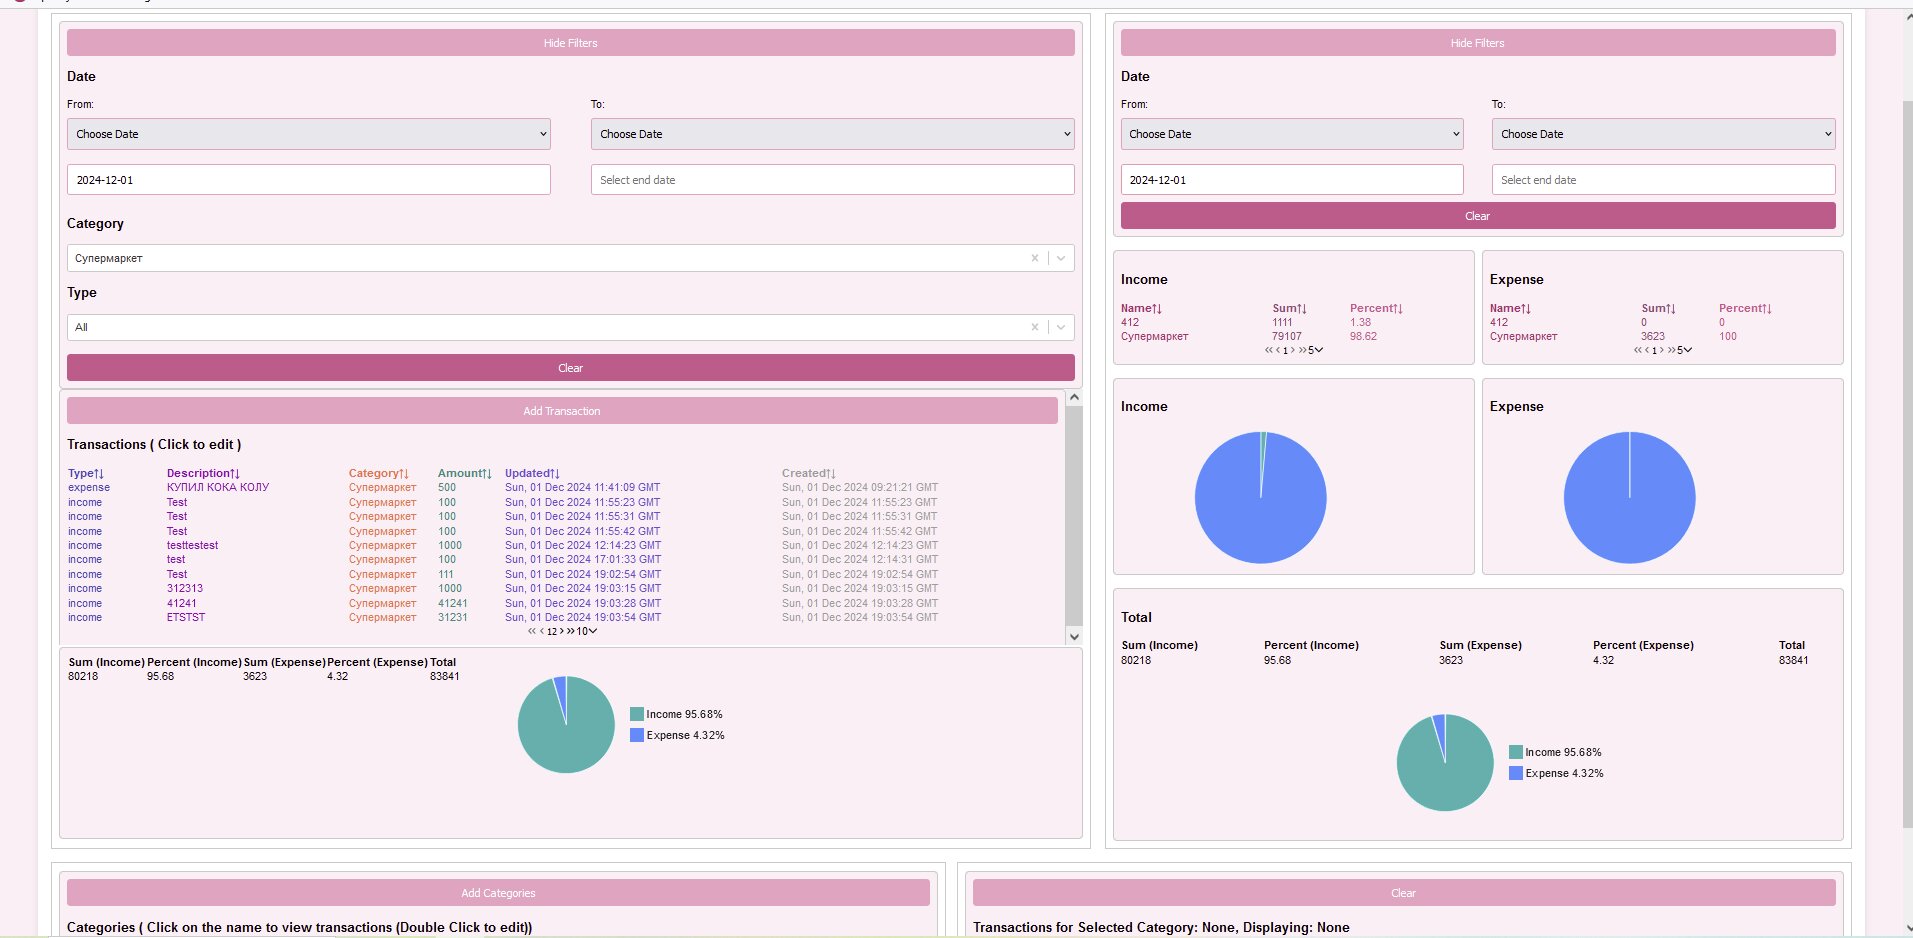 Hide Filters
Date
From: To:
Choose Date Choose Date
2024-12-01 Select end date
Category
Супермаркет
Type
All
Clear
Add Transaction
Transactions ( Click to edit )
Type↑↓ Description↑↓ Category↑↓ Amount↑↓ Updated↑↓ Created↑↓
expense КУПИЛ КОКА КОЛУ Супермаркет 500 Sun, 01 Dec 2024 11:41:09 GMT Sun, 01 Dec 2024 09:21:21 GMT
income Test Супермаркет 100 Sun, 01 Dec 2024 11:55:23 GMT Sun, 01 Dec 2024 11:55:23 GMT
income Test Супермаркет 100 Sun, 01 Dec 2024 11:55:31 GMT Sun, 01 Dec 2024 11:55:31 GMT
income Test Супермаркет 100 Sun, 01 Dec 2024 11:55:42 GMT Sun, 01 Dec 2024 11:55:42 GMT
income testtestest Супермаркет 1000 Sun, 01 Dec 2024 12:14:23 GMT Sun, 01 Dec 2024 12:14:23 GMT
income test Супермаркет 100 Sun, 01 Dec 2024 17:01:33 GMT Sun, 01 Dec 2024 12:14:31 GMT
income Test Супермаркет 111 Sun, 01 Dec 2024 19:02:54 GMT Sun, 01 Dec 2024 19:02:54 GMT
income 312313 Супермаркет 1000 Sun, 01 Dec 2024 19:03:15 GMT Sun, 01 Dec 2024 19:03:15 GMT
income 41241 Супермаркет 41241 Sun, 01 Dec 2024 19:03:28 GMT Sun, 01 Dec 2024 19:03:28 GMT
income ETSTST Супермаркет 31231 Sun, 01 Dec 2024 19:03:54 GMT Sun, 01 Dec 2024 19:03:54 GMT
« ‹ 12 › » 10
Sum (Income) Percent (Income) Sum (Expense) Percent (Expense) Total
80218 95.68 3623 4.32 83841
Income 95.68%
Expense 4.32%
Hide Filters
Date
From: To:
Choose Date Choose Date
2024-12-01 Select end date
Clear
Income
Name↑↓ Sum↑↓ Percent↑↓
412 1111 1.38
Супермаркет 79107 98.62
« ‹ 1 › » 5
Expense
Name↑↓ Sum↑↓ Percent↑↓
412 0 0
Супермаркет 3623 100
« ‹ 1 › » 5
Income
Expense
Total
Sum (Income) Percent (Income) Sum (Expense) Percent (Expense) Total
80218 95.68 3623 4.32 83841
Income 95.68%
Expense 4.32%
Add Categories
Categories ( Click on the name to view transactions (Double Click to edit))
Clear
Transactions for Selected Category: None, Displaying: None